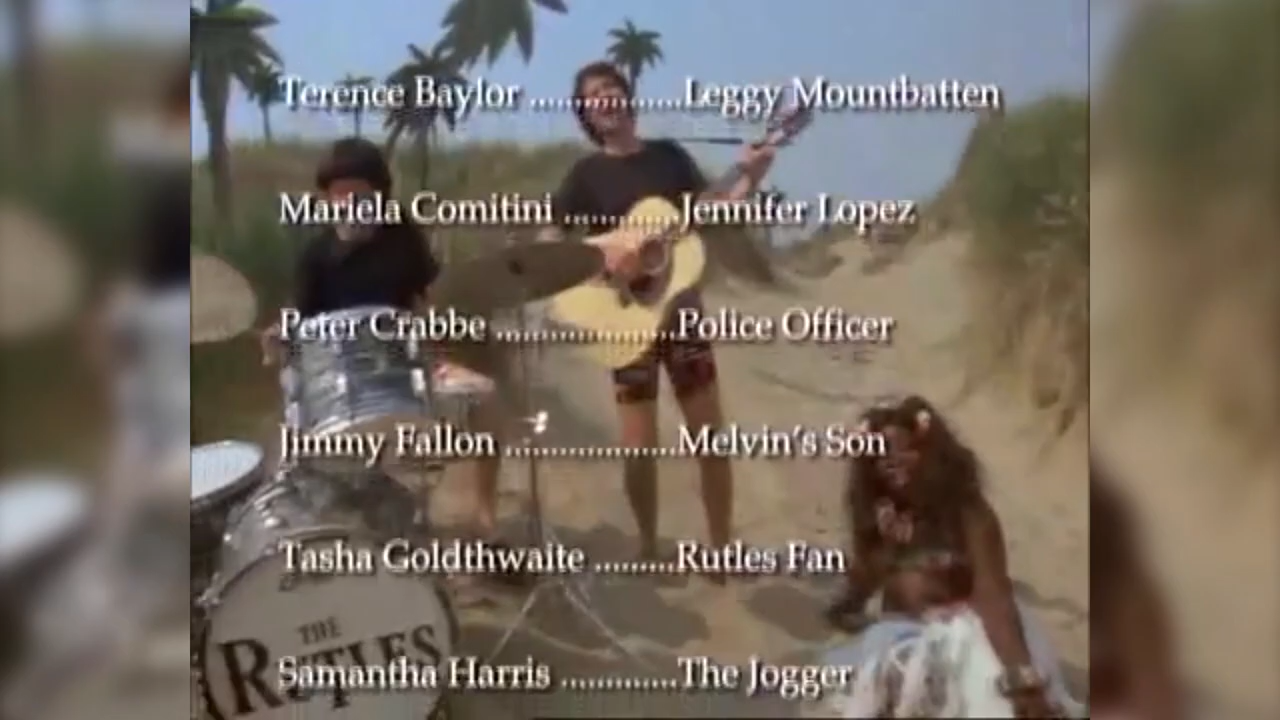 Terence Baylor .................Leggy Mountbatten
Mariela Comitini .............Jennifer Lopez
Peter Crabbe ....................Police Officer
Jimmy Fallon ...................Melvin's Son
Tasha Goldthwaite .........Rutles Fan
THE
RUTLES
Samantha Harris .............The Jogger